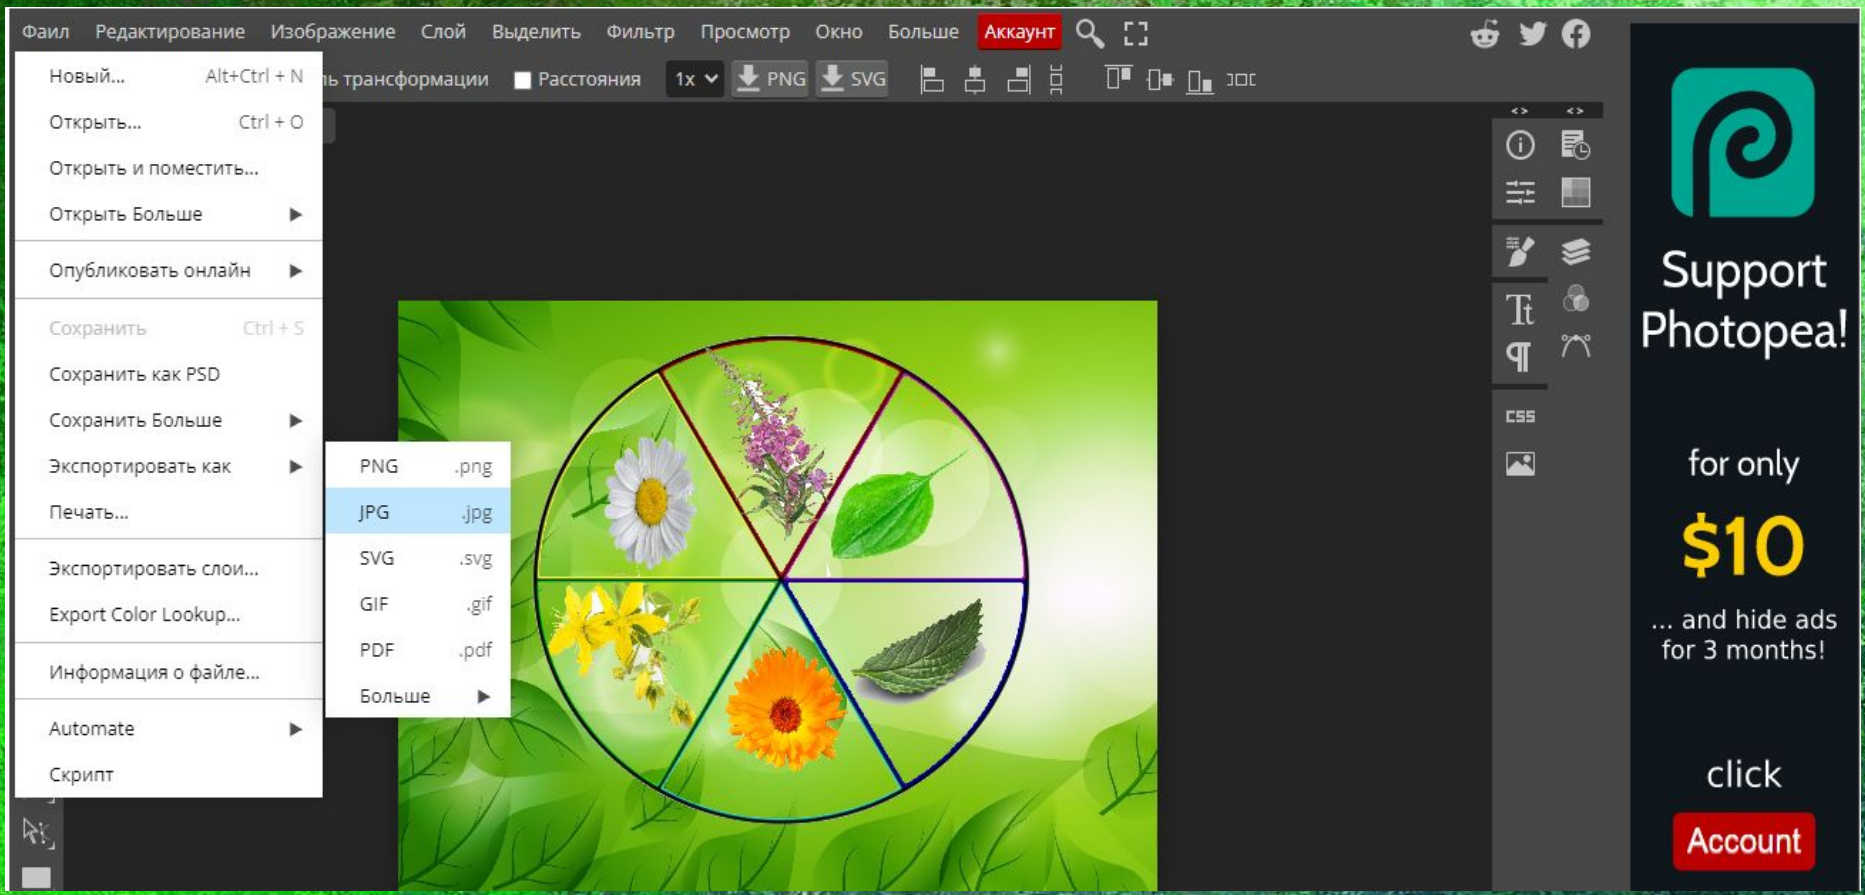 Файл Редактирование Изображение Слой Выделить Фильтр Просмотр Окно Больше Аккаунт
ль трансформации Расстояния 1x PNG SVG
Новый... Alt+Ctrl + N
Открыть... Ctrl + O
Открыть и поместить...
Открыть Больше
Опубликовать онлайн
Сохранить Ctrl + S
Сохранить как PSD
Сохранить Больше
Экспортировать как
Печать...
Экспортировать слои...
Export Color Lookup...
Информация о файле...
Automate
Скрипт
PNG .png
JPG .jpg
SVG .svg
GIF .gif
PDF .pdf
Больше
CSS
Support
Photopea!
for only
$10
... and hide ads
for 3 months!
click
Account